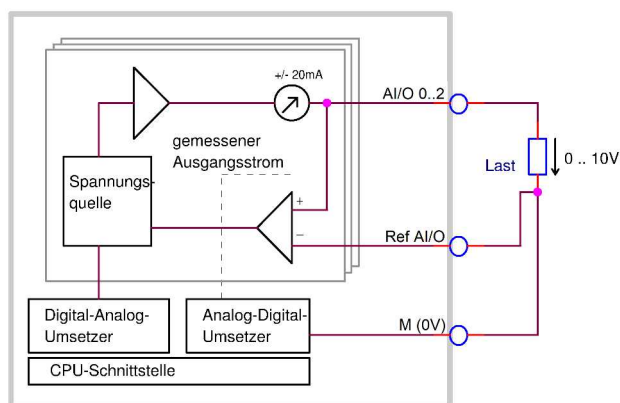 +/- 20mA
AI/O 0..2
gemessener
Ausgangsstrom
Last
0 .. 10V
Spannungs-
quelle
+
–
Ref AI/O
Digital-Analog-
Umsetzer
Analog-Digital-
Umsetzer
M (0V)
CPU-Schnittstelle